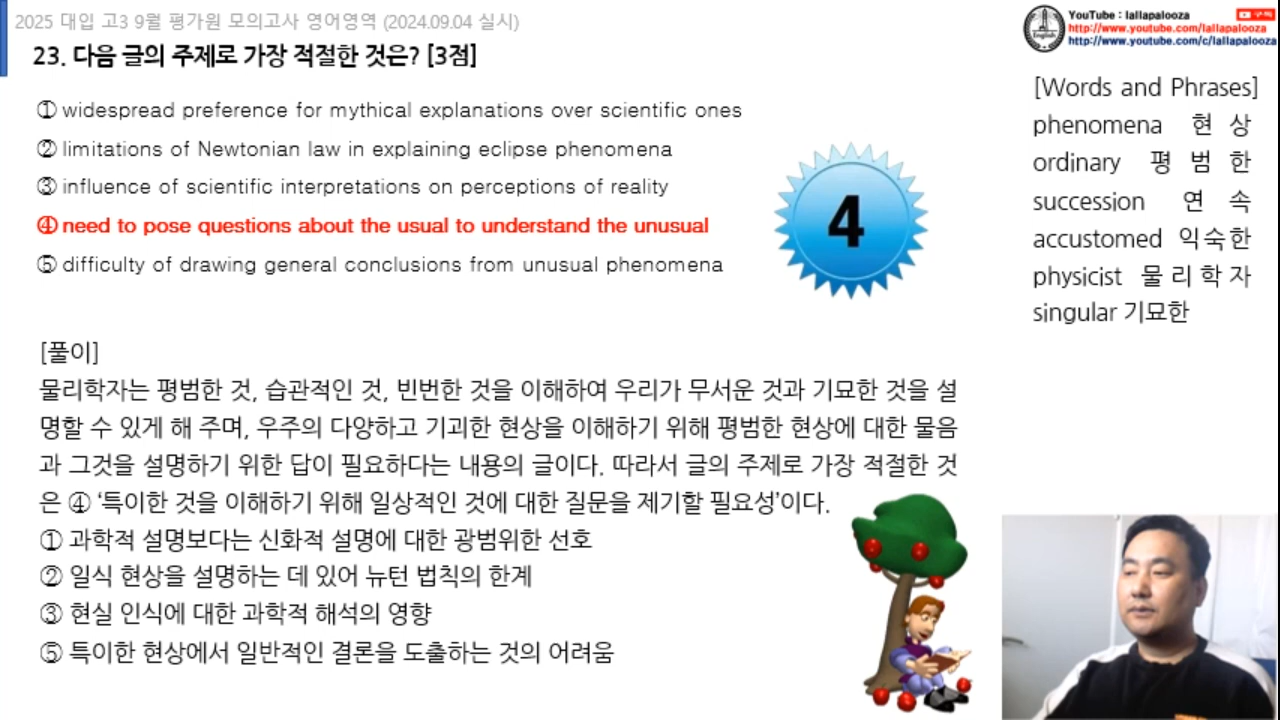 2025 대입 고3 9월 평가원 모의고사 영어영역 (2024.09.04 실시)
23. 다음 글의 주제로 가장 적절한 것은? [3점]
① widespread preference for mythical explanations over scientific ones
② limitations of Newtonian law in explaining eclipse phenomena
③ influence of scientific interpretations on perceptions of reality
④ need to pose questions about the usual to understand the unusual
⑤ difficulty of drawing general conclusions from unusual phenomena
4
[풀이]
물리학자는 평범한 것, 습관적인 것, 빈번한 것을 이해하여 우리가 무서운 것과 기묘한 것을 설
명할 수 있게 해 주며, 우주의 다양하고 기괴한 현상을 이해하기 위해 평범한 현상에 대한 물음
과 그것을 설명하기 위한 답이 필요하다는 내용의 글이다. 따라서 글의 주제로 가장 적절한 것
은 ④ ‘특이한 것을 이해하기 위해 일상적인 것에 대한 질문을 제기할 필요성’이다.
① 과학적 설명보다는 신화적 설명에 대한 광범위한 선호
② 일식 현상을 설명하는 데 있어 뉴턴 법칙의 한계
③ 현실 인식에 대한 과학적 해석의 영향
⑤ 특이한 현상에서 일반적인 결론을 도출하는 것의 어려움
YouTube : lallapalooza
구독
http://www.youtube.com/lallapalooza
http://www.youtube.com/c/lallapalooza
English
[Words and Phrases]
phenomena 현 상
ordinary 평 범 한
succession 연 속
accustomed 익숙한
physicist 물 리 학 자
singular 기묘한